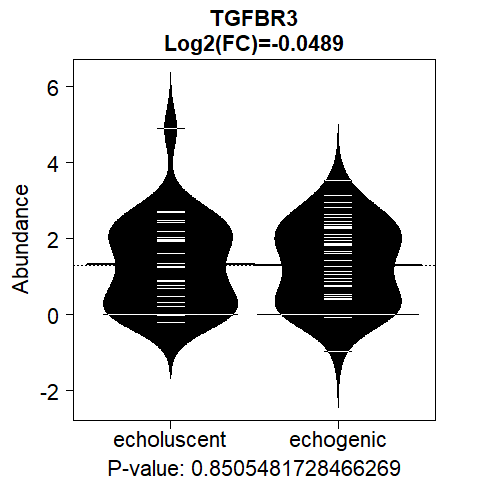 TGFBR3
Log2(FC)=-0.0489
6
4
2
0
-2
Abundance
echoluscent
echogenic
P-value: 0.8505481728466269